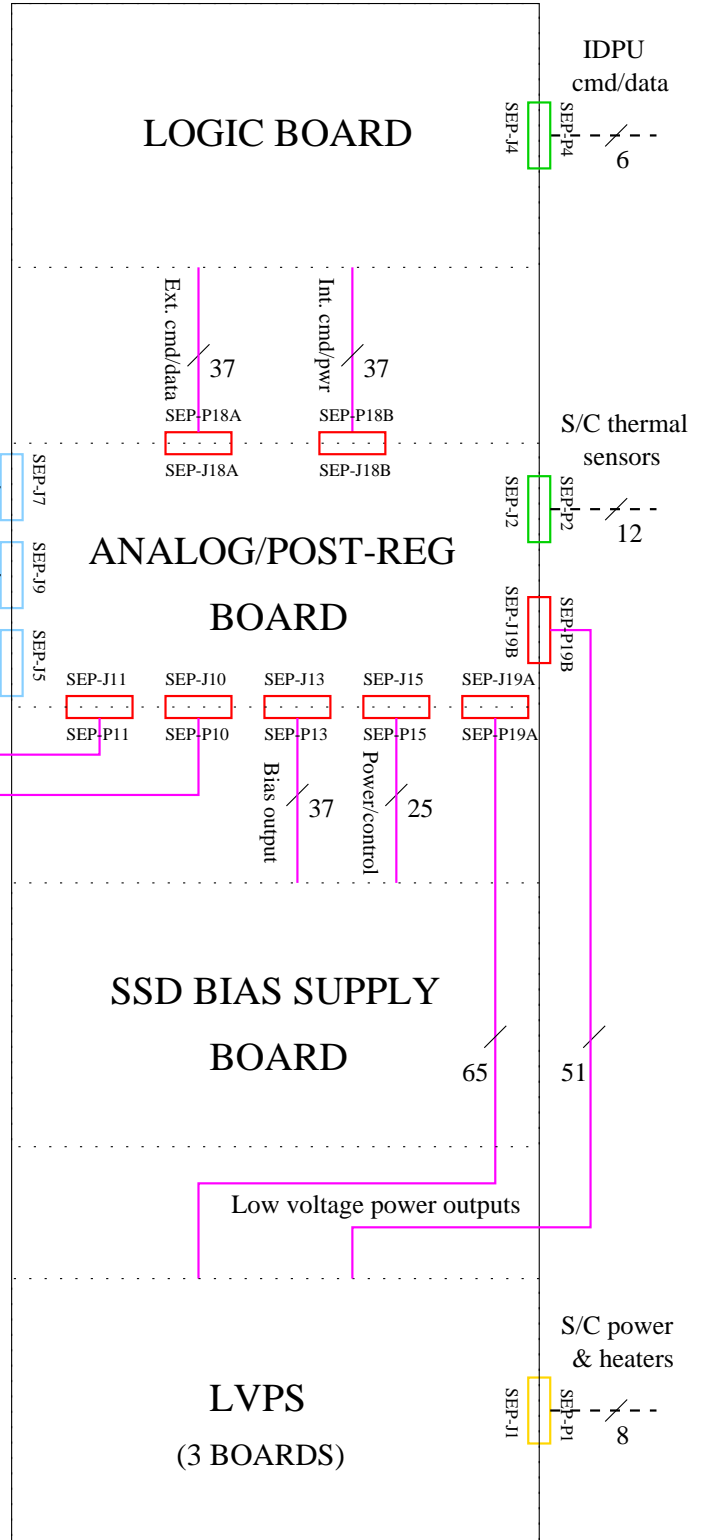 IDPU
cmd/data
LOGIC BOARD
SEP-J4
SEP-P4
6
Ext. cmd/data
37
Int. cmd/pwr
37
SEP-P18A
SEP-P18B
SEP-J18A
SEP-J18B
S/C thermal
sensors
SEP-J7
SEP-J2
SEP-P2
12
ANALOG/POST-REG
BOARD
SEP-J9
SEP-J19B
SEP-P19B
SEP-J5
SEP-J11
SEP-J10
SEP-J13
SEP-J15
SEP-J19A
SEP-P11
SEP-P10
SEP-P13
SEP-P15
SEP-P19A
Bias output
37
Power/control
25
SSD BIAS SUPPLY
BOARD
65
51
Low voltage power outputs
S/C power
& heaters
LVPS
(3 BOARDS)
SEP-J1
SEP-P1
8